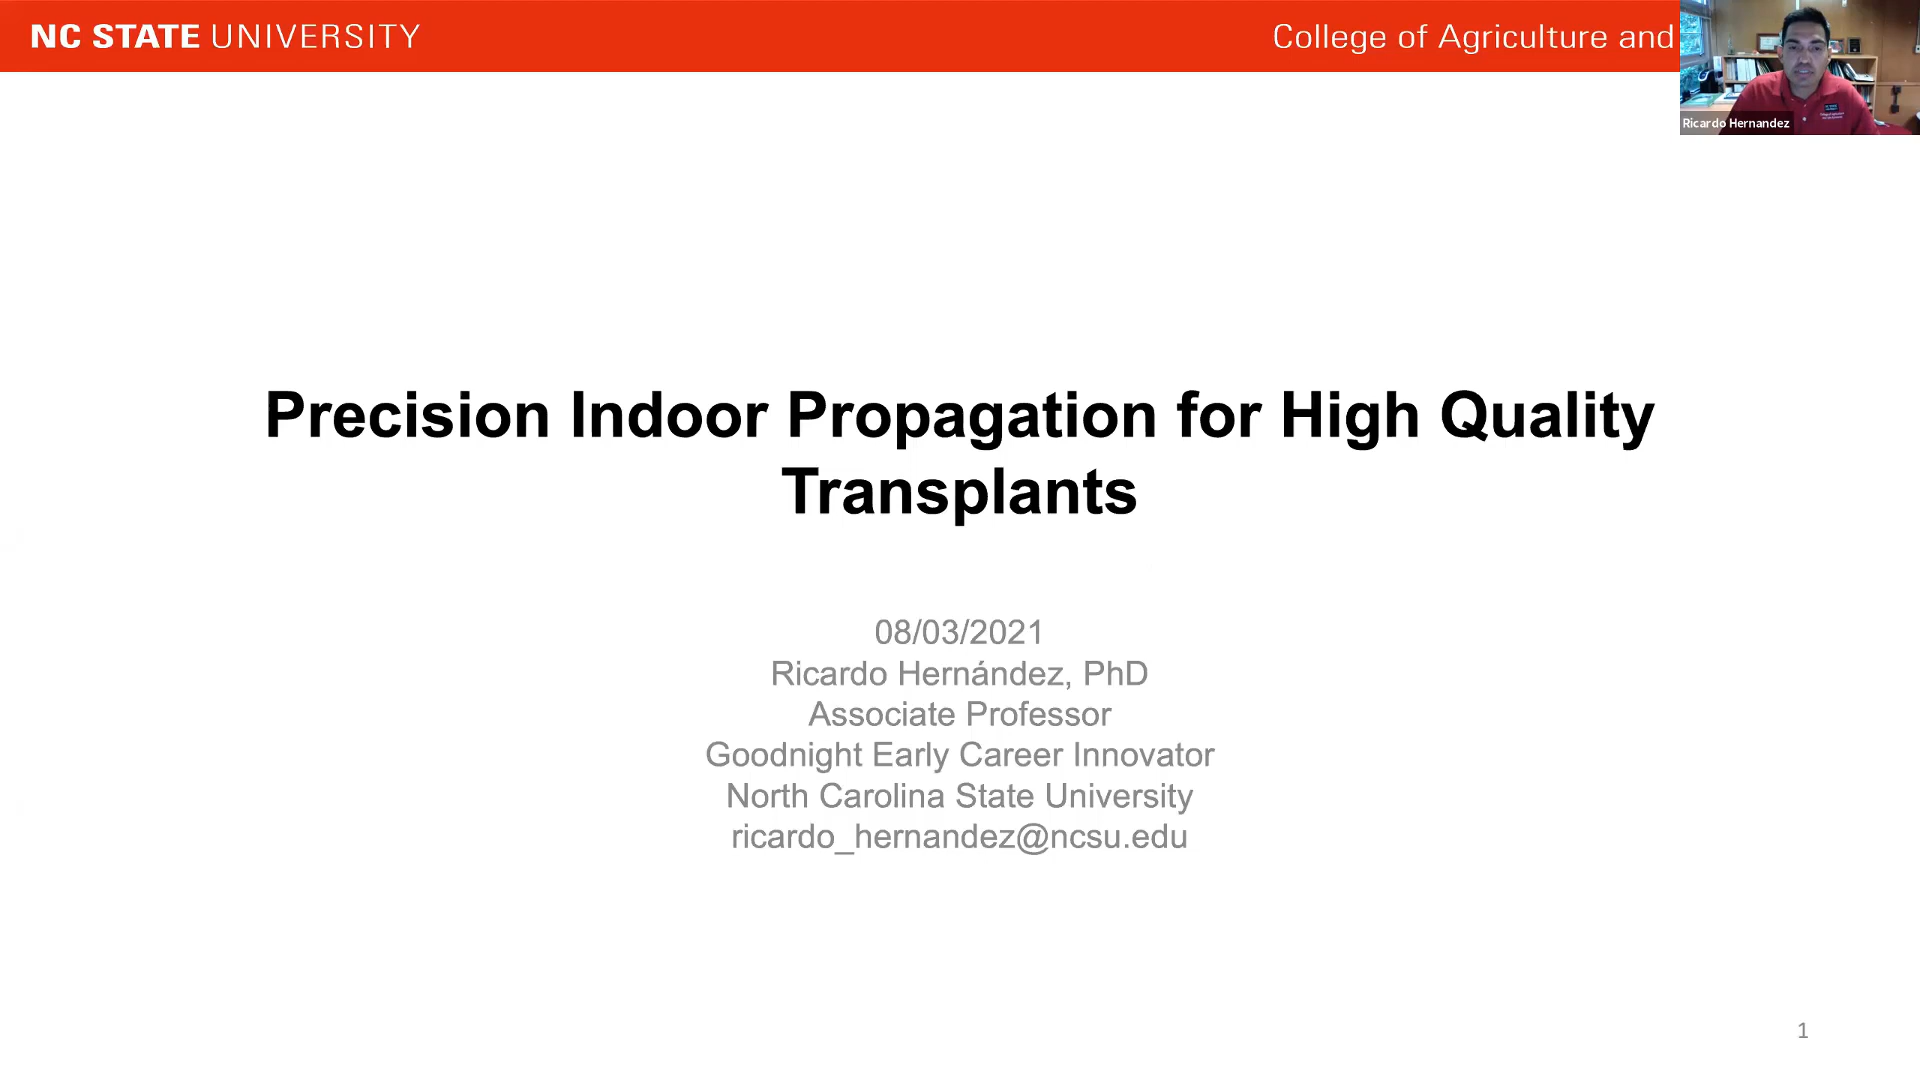 NC STATE UNIVERSITY
College of Agriculture and
Ricardo Hernandez
Precision Indoor Propagation for High Quality
Transplants
08/03/2021
Ricardo Hernández, PhD
Associate Professor
Goodnight Early Career Innovator
North Carolina State University
ricardo_hernandez@ncsu.edu
1